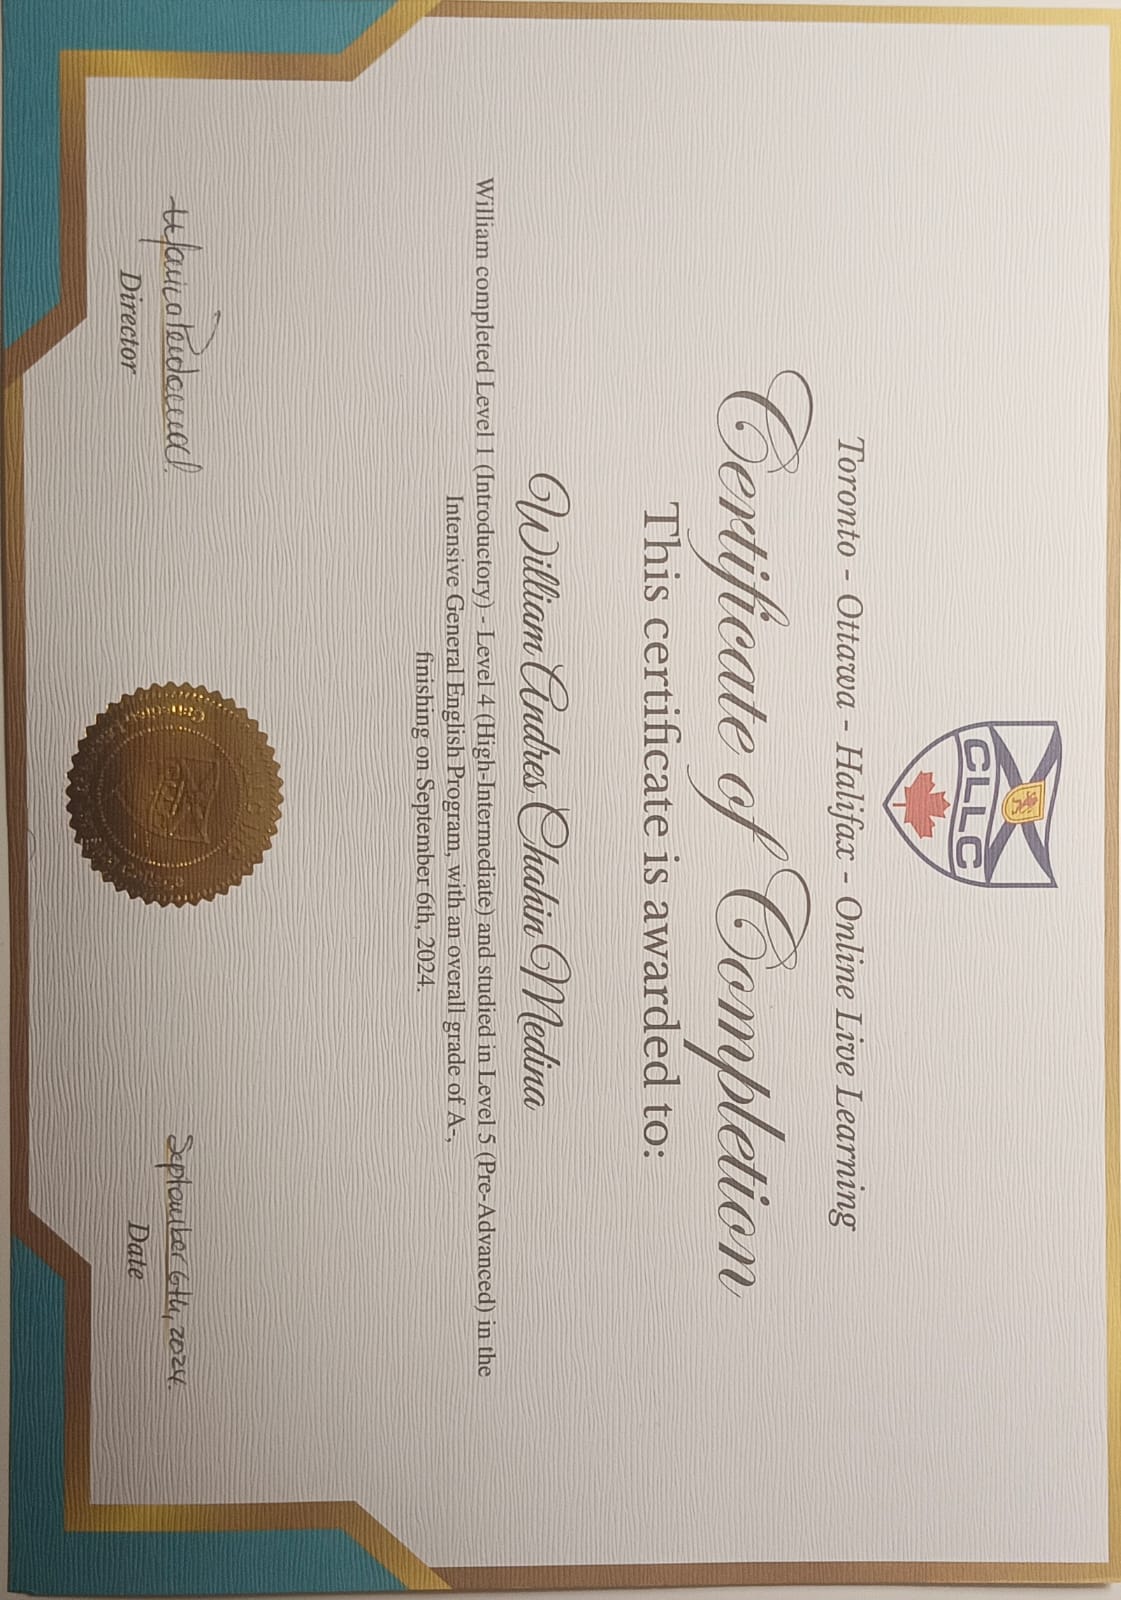 CLLC
Toronto - Ottawa - Halifax - Online Live Learning
Certificate of Completion
This certificate is awarded to:
William Andres Chahin Medina
William completed Level 1 (Introductory) - Level 4 (High-Intermediate) and studied in Level 5 (Pre-Advanced) in the
Intensive General English Program, with an overall grade of A-,
finishing on September 6th, 2024.
September 6th, 2024.
Director
Date